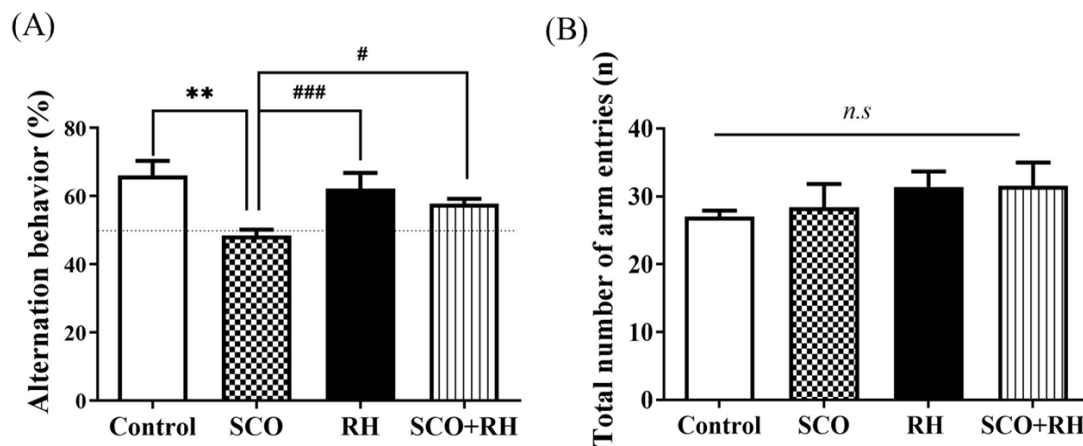 (A)
Alternation behavior (%)
80
60
40
20
0
**
###
#
Control SCO RH SCO+RH
(B)
Total number of arm entries (n)
40
30
20
10
0
n.s
Control SCO RH SCO+RH